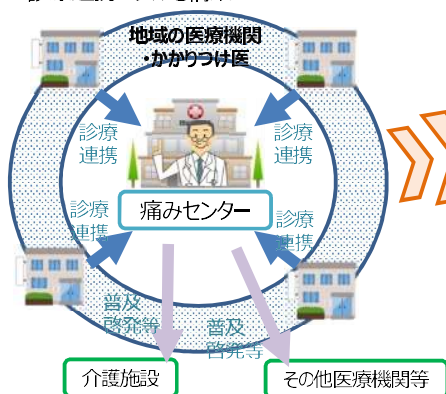 地域の医療機関
・かかりつけ医
診療
連携
診療
連携
診療
連携
診療
連携
痛みセンター
普及
啓発等
普及
啓発等
介護施設
その他医療機関等